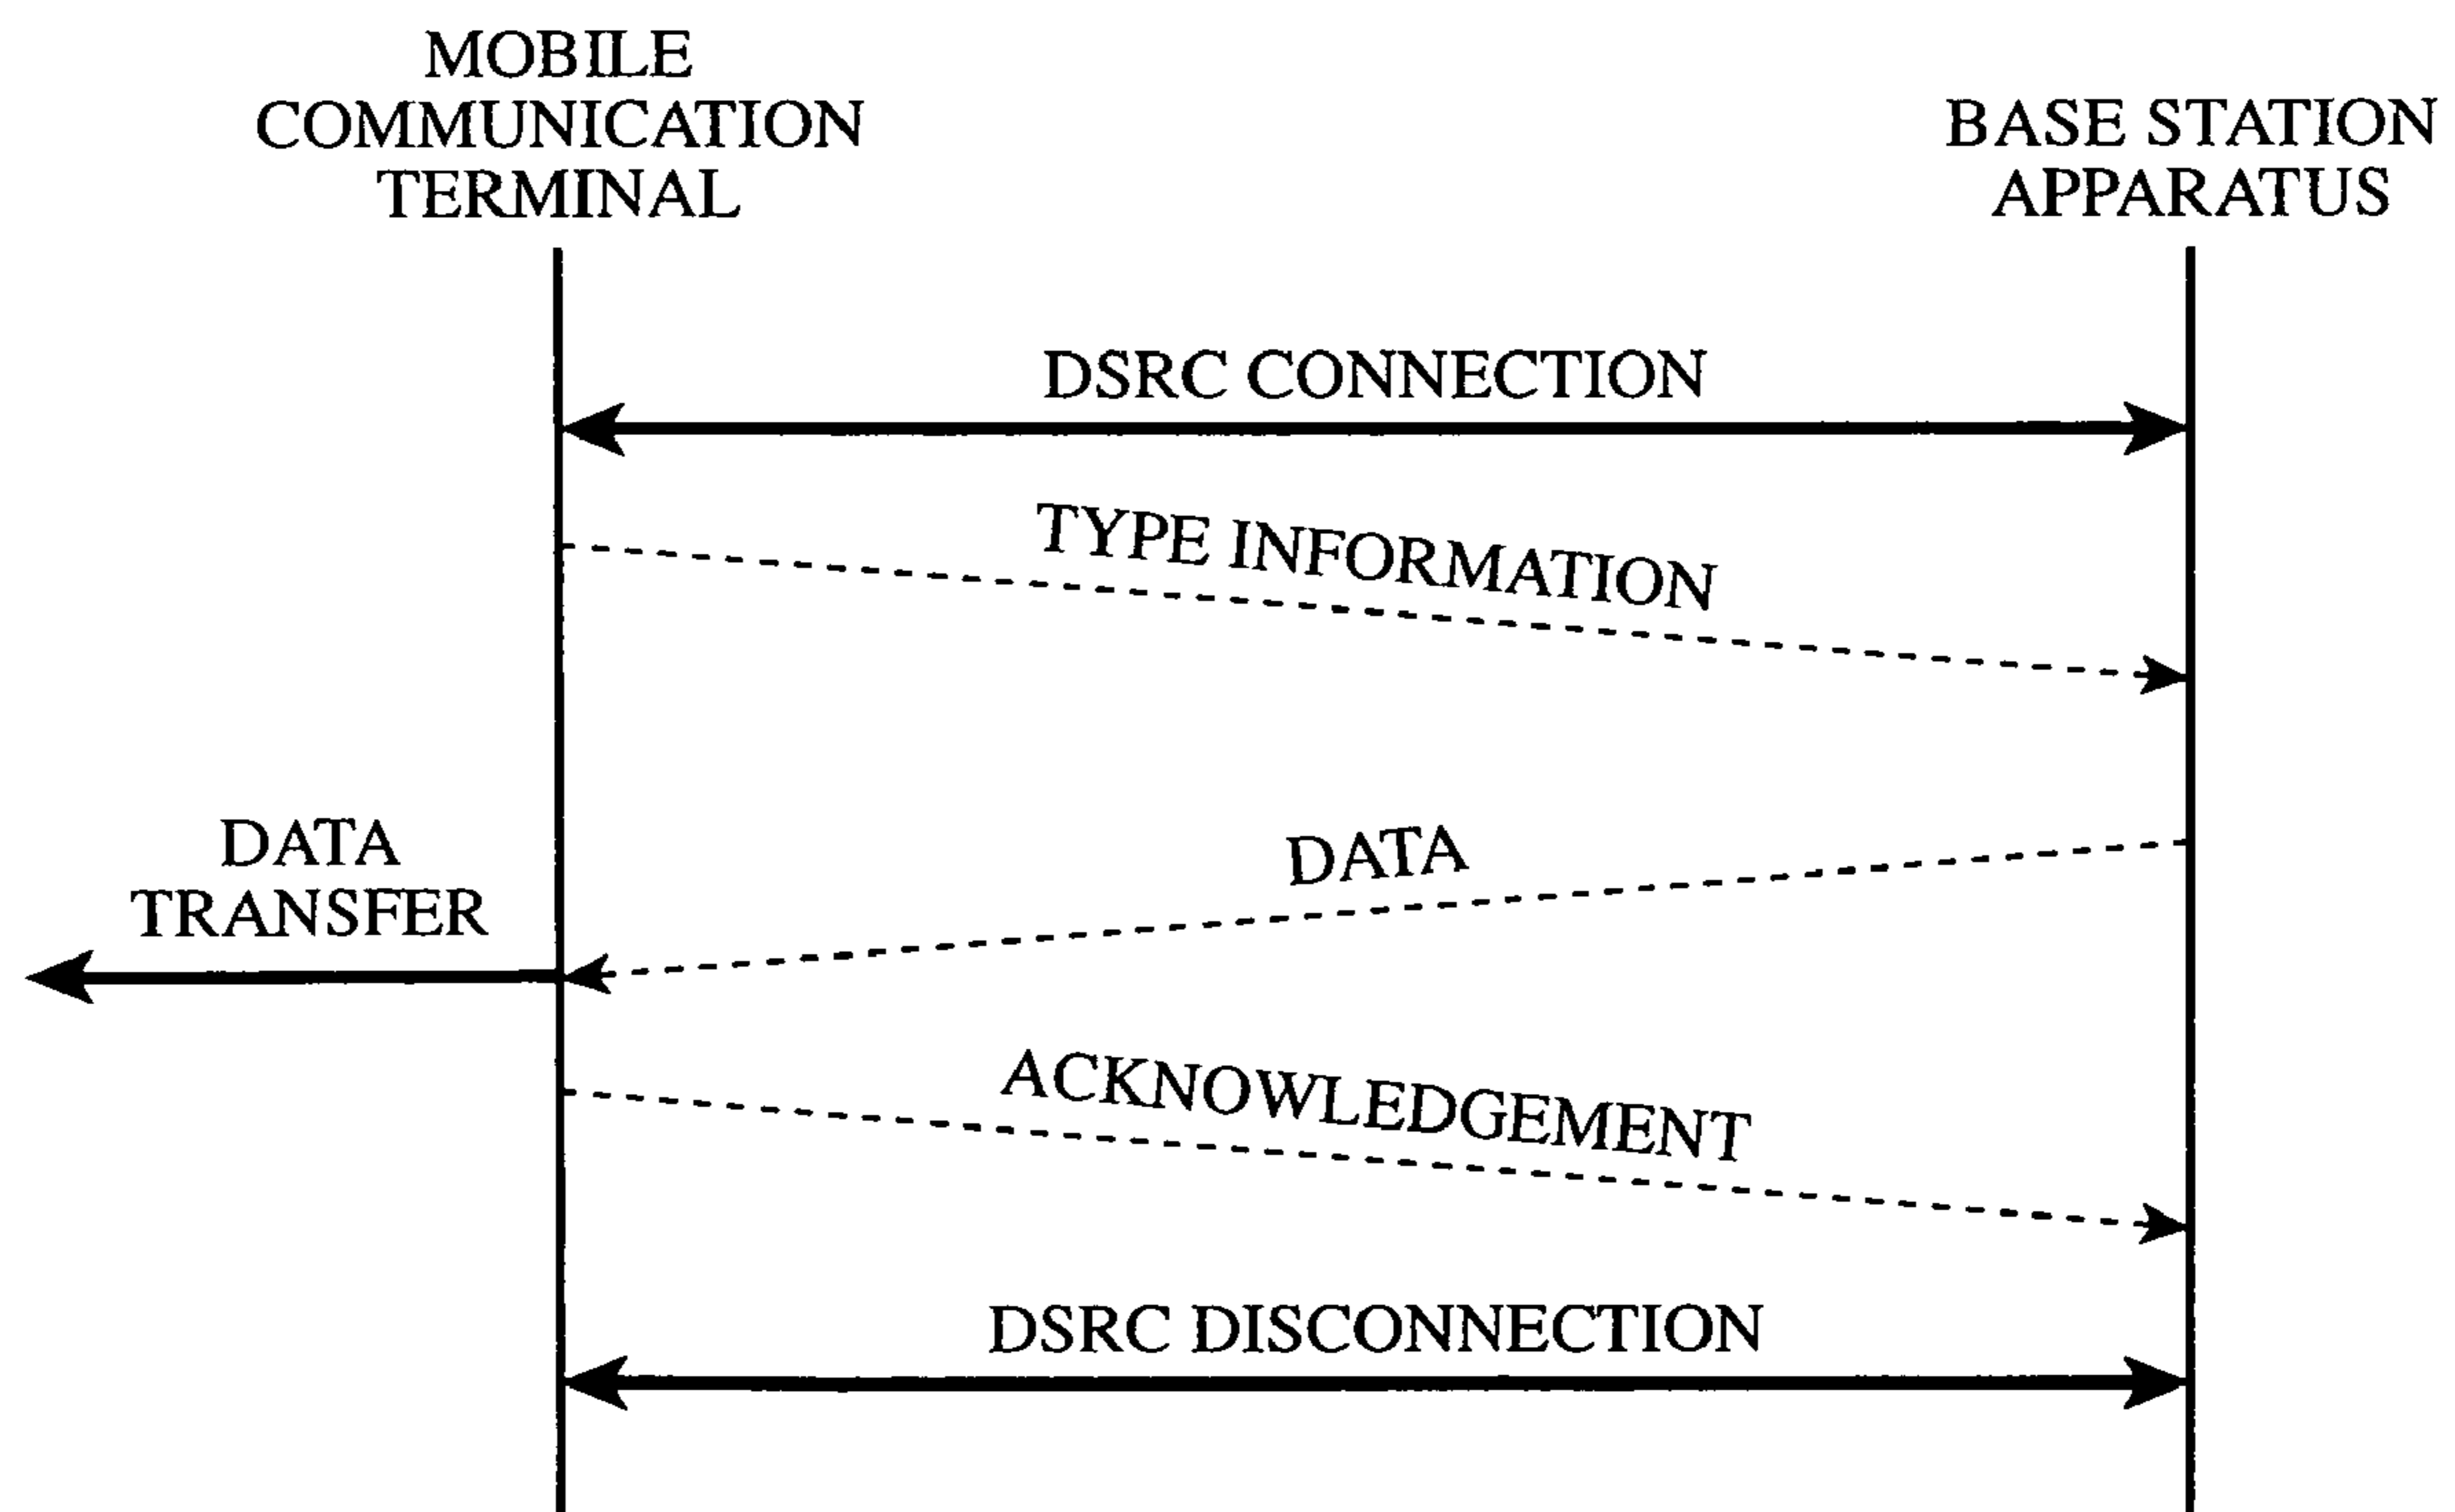 MOBILE
COMMUNICATION
TERMINAL
BASE STATION
APPARATUS
DSRC CONNECTION
TYPE INFORMATION
DATA
TRANSFER
DATA
ACKNOWLEDGEMENT
DSRC DISCONNECTION